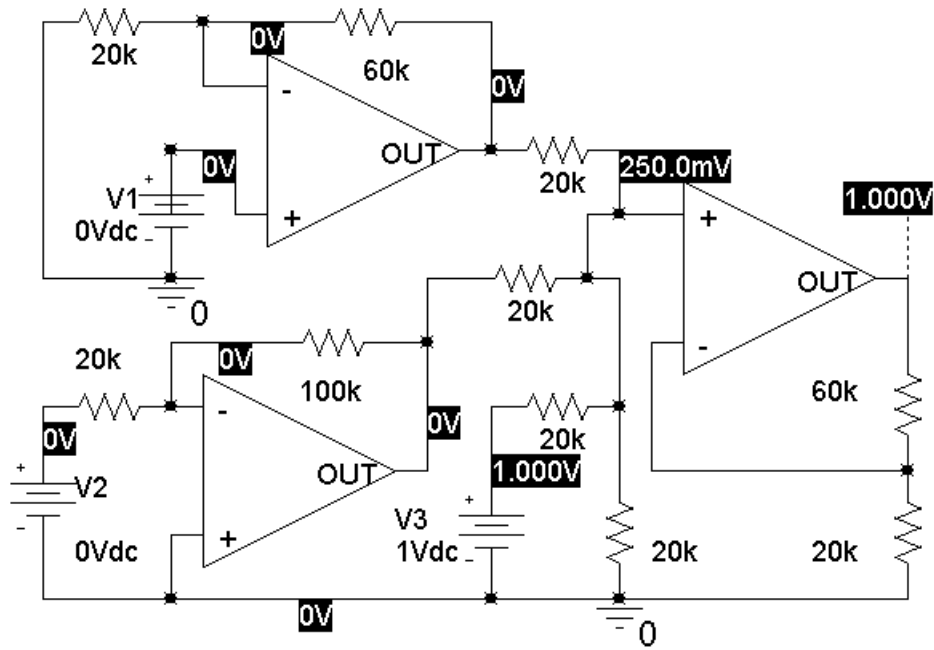 0V
20k
60k
0V
OUT
-
0V
20k
250.0mV
+
V1
0Vdc
-
+
+
1.000V
OUT
20k
0
-
20k
0V
100k
60k
-
0V
20k
0V
+
V2
-
OUT
1.000V
V3
+
1Vdc
-
0Vdc
+
20k
20k
0V
0